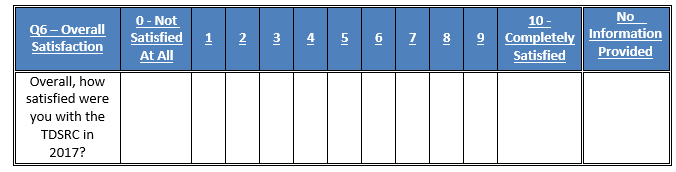 Q6 – Overall Satisfaction
0 - Not Satisfied At All
1
2
3
4
5
6
7
8
9
10 - Completely Satisfied
No Information Provided
Overall, how
satisfied were
you with the
TDSRC in
2017?